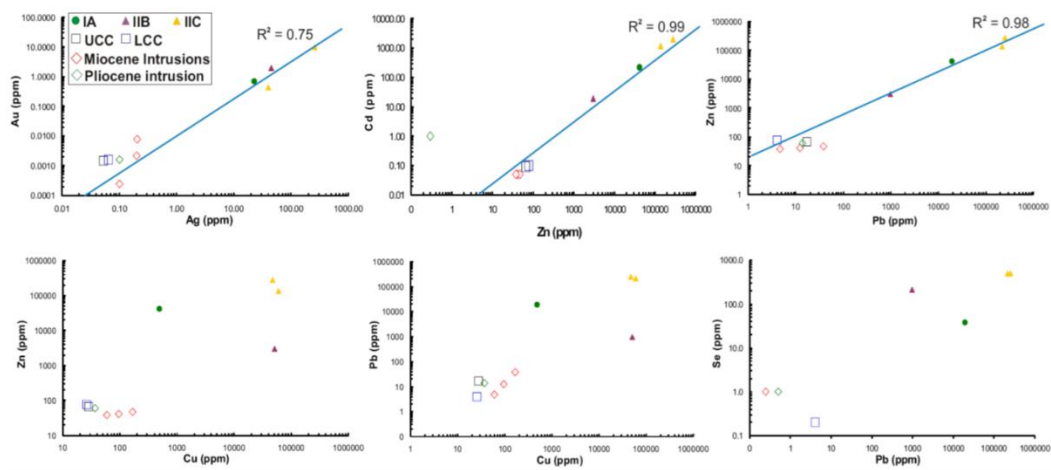 100.0000
10.0000
1.0000
0.1000
0.0100
0.0010
0.0001
Au (ppm)
IA IIB IIC
UCC LCC
Miocene Intrusions
Pliocene intrusion
R² = 0.75
0.01 0.10 1.00 10.00 100.00 1000.00
Ag (ppm)
10000.00
1000.00
100.00
10.00
1.00
0.10
0.01
Cd (ppm)
R² = 0.99
0 1 10 100 1000 10000 100000 1000000
Zn (ppm)
1000000
100000
10000
1000
100
10
1
Zn (ppm)
R² = 0.98
1 10 100 1000 10000 100000 1000000
Pb (ppm)
1000000
100000
10000
1000
100
10
Zn (ppm)
10 100 1000 10000 100000 1000000
Cu (ppm)
1000000
100000
10000
1000
100
10
1
0
Pb (ppm)
10 100 1000 10000 100000 1000000
Cu (ppm)
1000.0
100.0
10.0
1.0
0.1
Se (ppm)
0 1 10 100 1000 10000 100000 1000000
Pb (ppm)